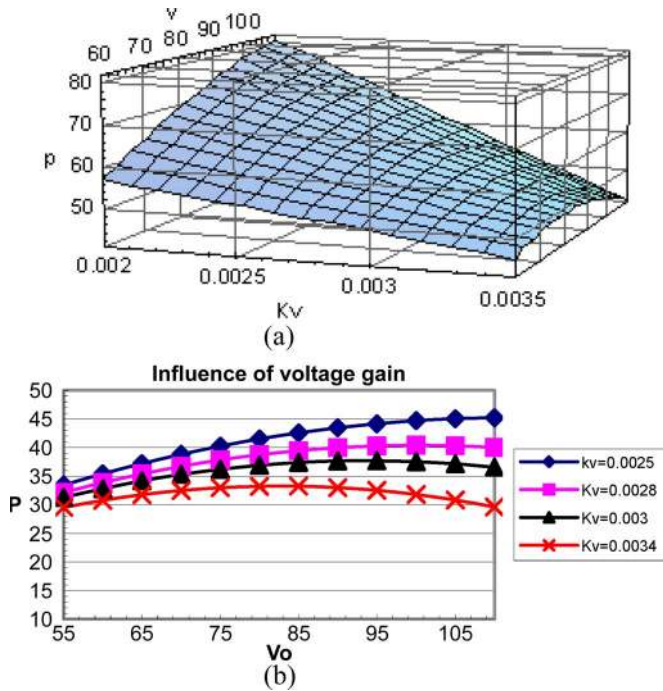 v
60 70 80 90 100
80
70
p
60
50
0.002
0.0025
0.003
0.0035
Kv
(a)
Influence of voltage gain
50
45
40
35
P
30
25
20
15
10
55 65 75 85 95 105
Vo
kv=0.0025
Kv=0.0028
Kv=0.003
Kv=0.0034
(b)